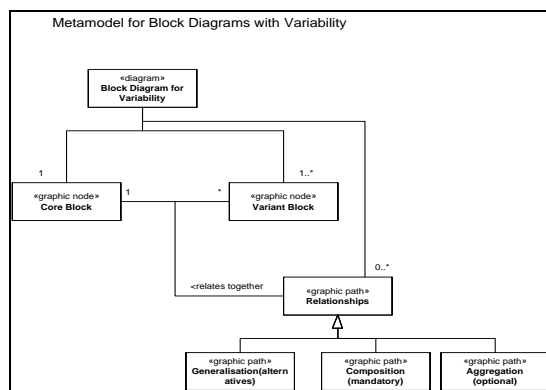 Metamodel for Block Diagrams with Variability
«diagram»
Block Diagram for
Variability
1
1..*
«graphic node»
Core Block
1
*
«graphic node»
Variant Block
<relates together
0..*
«graphic path»
Relationships
«graphic path»
Generalisation(altern
atives)
«graphic path»
Composition
(mandatory)
«graphic path»
Aggregation
(optional)